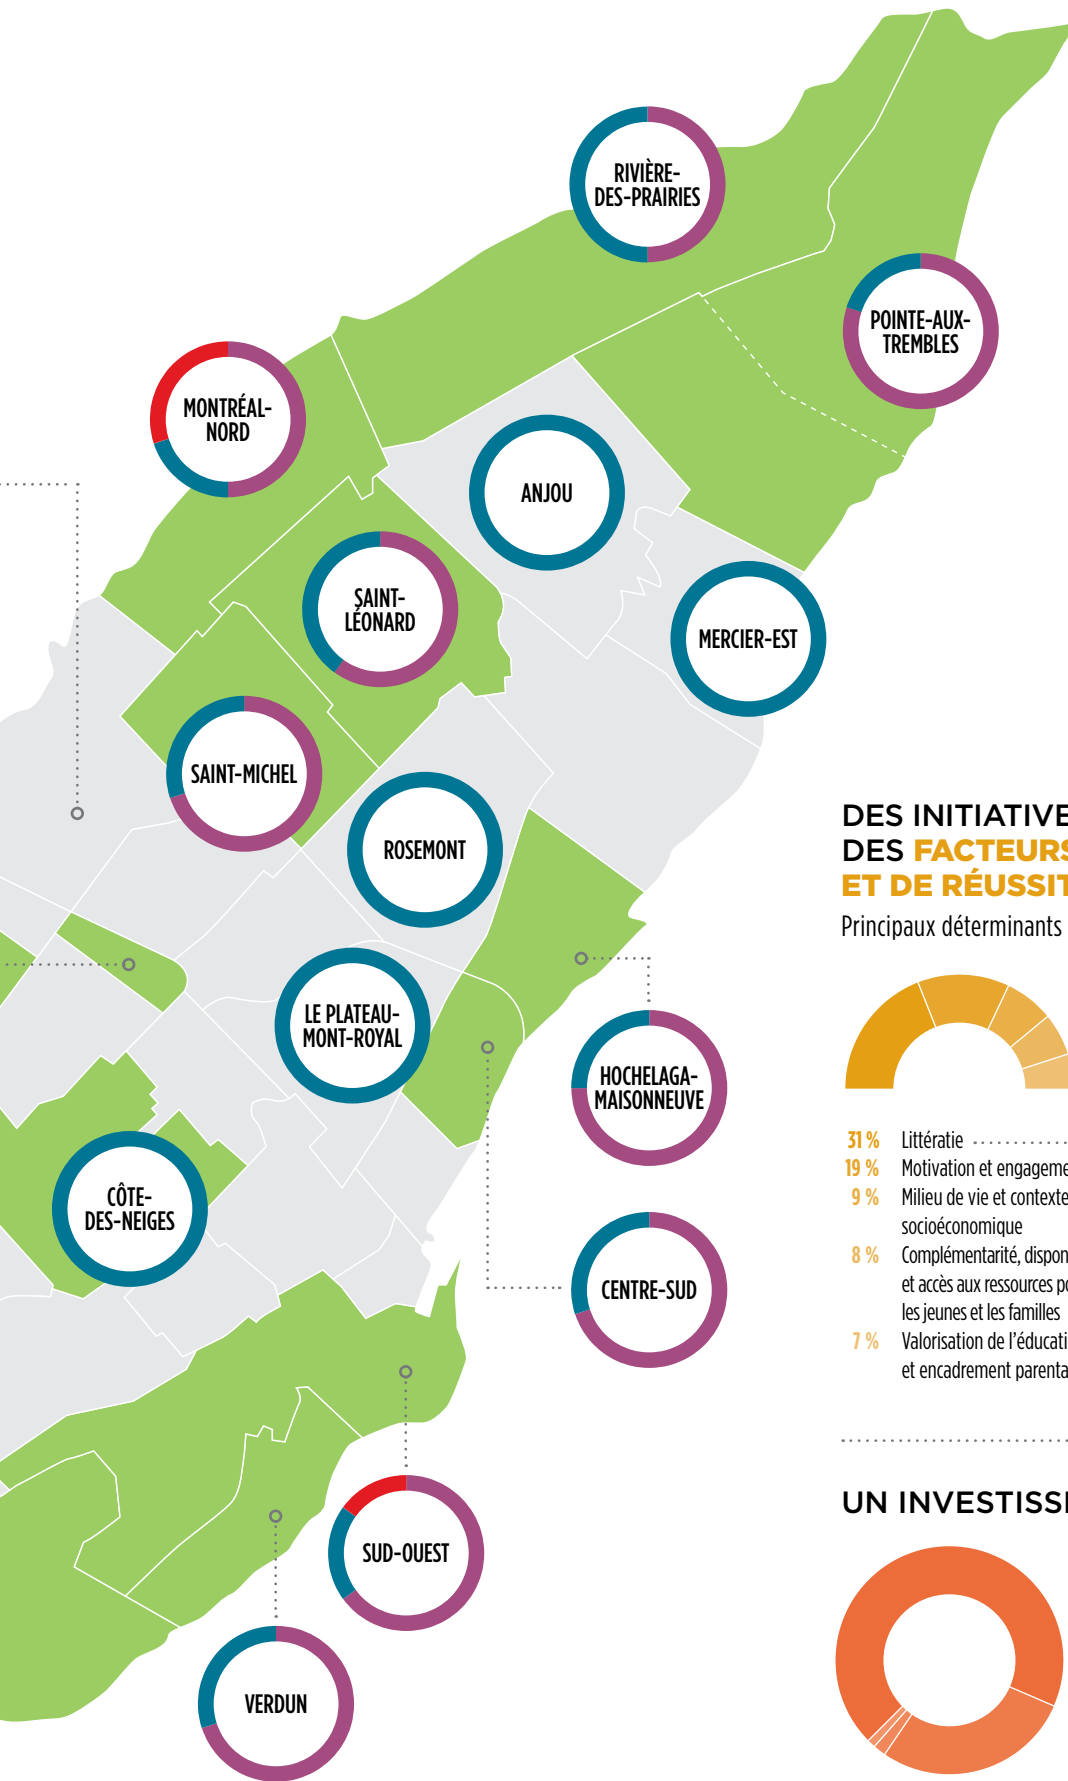 RIVIÈRE-
DES-PRAIRIES
POINTE-AUX-
TREMBLES
MONTRÉAL-
NORD
ANJOU
SAINT-
LÉONARD
MERCIER-EST
SAINT-MICHEL
ROSEMONT
LE PLATEAU-
MONT-ROYAL
HOCHELAGA-
MAISONNEUVE
CÔTE-
DES-NEIGES
CENTRE-SUD
SUD-OUEST
VERDUN
DES INITIATIVE
DES FACTEURS
ET DE RÉUSSIT
Principaux déterminants
31 % Littératie
19 % Motivation et engageme
9 % Milieu de vie et contexte
socioéconomique
8 % Complémentarité, dispon
et accès aux ressources po
les jeunes et les familles
7 % Valorisation de l'éducati
et encadrement parenta
UN INVESTISSE